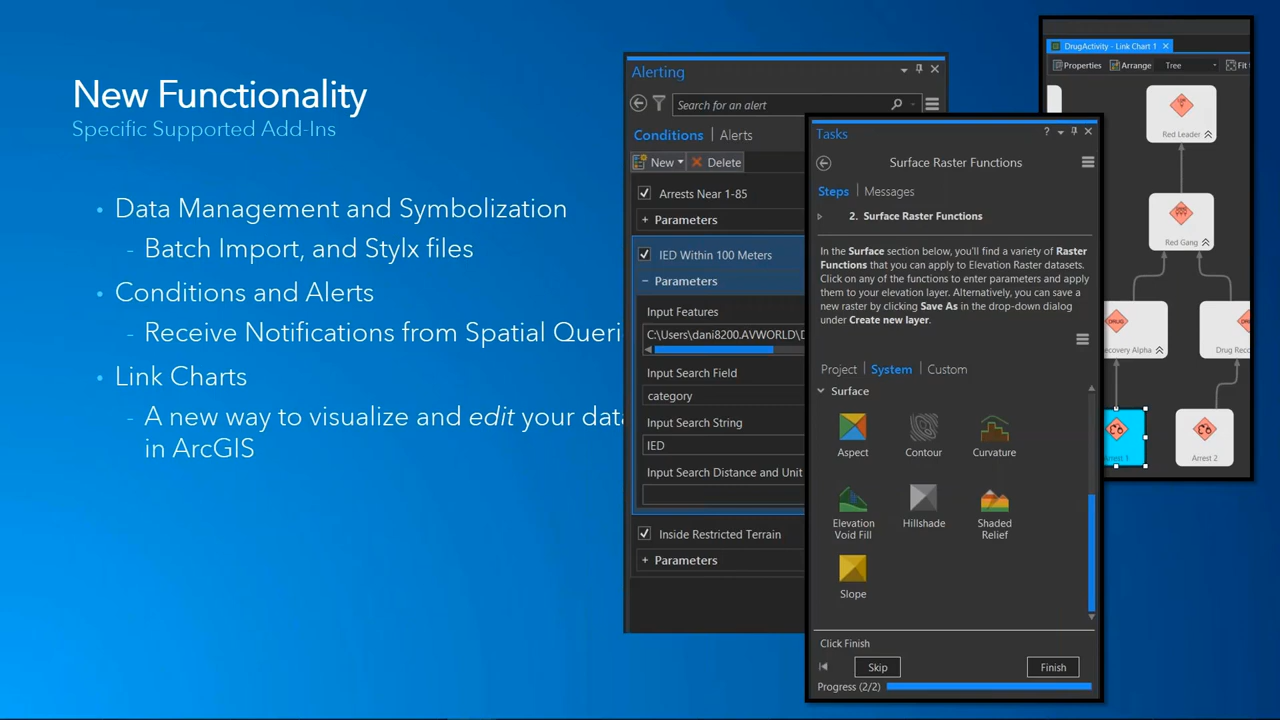 New Functionality
Specific Supported Add-Ins
• Data Management and Symbolization
- Batch Import, and Stylx files
• Conditions and Alerts
- Receive Notifications from Spatial Queri
• Link Charts
- A new way to visualize and edit your data
in ArcGIS
Alerting
Search for an alert
Conditions | Alerts
New Delete
Arrests Near 1-85
+ Parameters
IED Within 100 Meters
− Parameters
Input Features
C:\Users\dani8200.AVWORLD\D
Input Search Field
category
Input Search String
IED
Input Search Distance and Unit
Inside Restricted Terrain
+ Parameters
Tasks
Surface Raster Functions
Steps | Messages
2. Surface Raster Functions
In the Surface section below, you'll find a variety of Raster
Functions that you can apply to Elevation Raster datasets.
Click on any of the functions to enter parameters and apply
them to your elevation layer. Alternatively, you can save a
new raster by clicking Save As in the drop-down dialog
under Create new layer.
Project | System | Custom
Surface
Aspect Contour Curvature
Elevation Void Fill Hillshade Shaded Relief
Slope
Click Finish
Skip Finish
Progress (2/2)
DrugActivity - Link Chart 1
Properties Arrange Tree Fit
Red Leader
Red Gang
ecovery Alpha Drug Reco
Arrest 1 Arrest 2